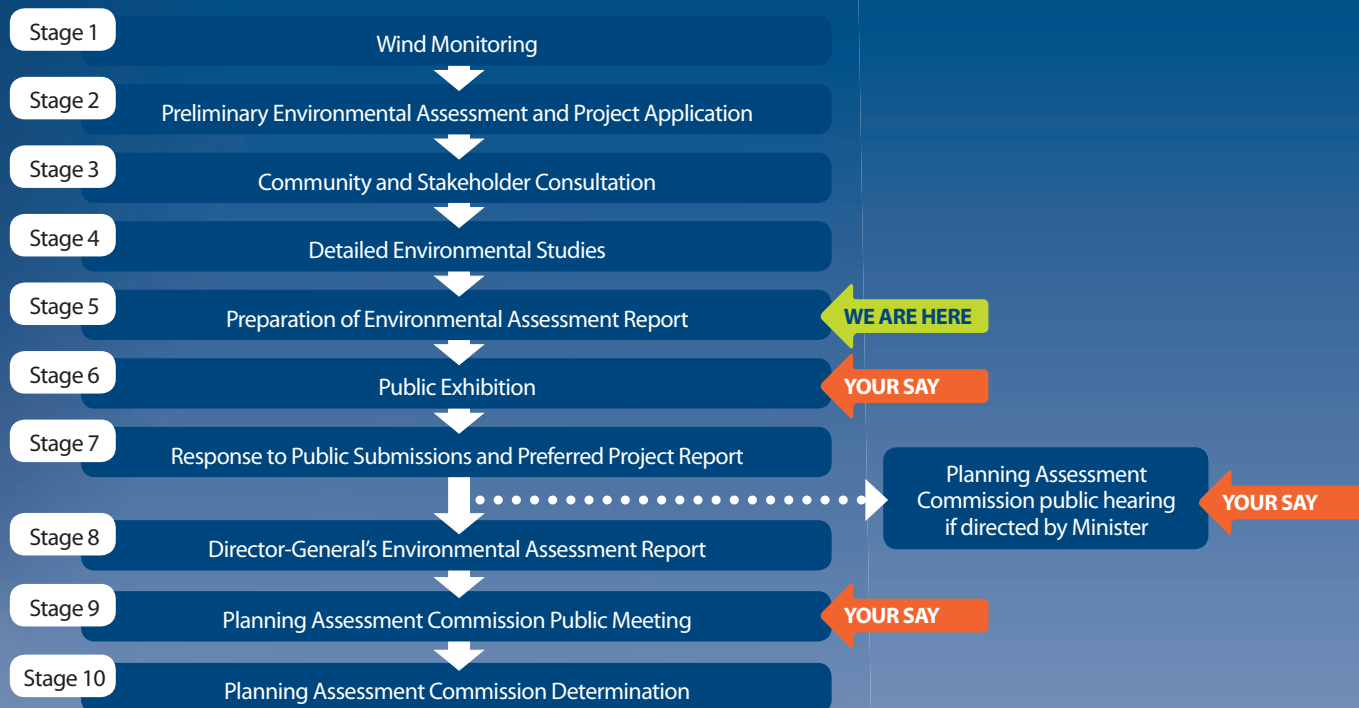 Stage 1
Wind Monitoring
Stage 2
Preliminary Environmental Assessment and Project Application
Stage 3
Community and Stakeholder Consultation
Stage 4
Detailed Environmental Studies
Stage 5
Preparation of Environmental Assessment Report
WE ARE HERE
Stage 6
Public Exhibition
YOUR SAY
Stage 7
Response to Public Submissions and Preferred Project Report
Planning Assessment
Commission public hearing
if directed by Minister
YOUR SAY
Stage 8
Director-General's Environmental Assessment Report
Stage 9
Planning Assessment Commission Public Meeting
YOUR SAY
Stage 10
Planning Assessment Commission Determination